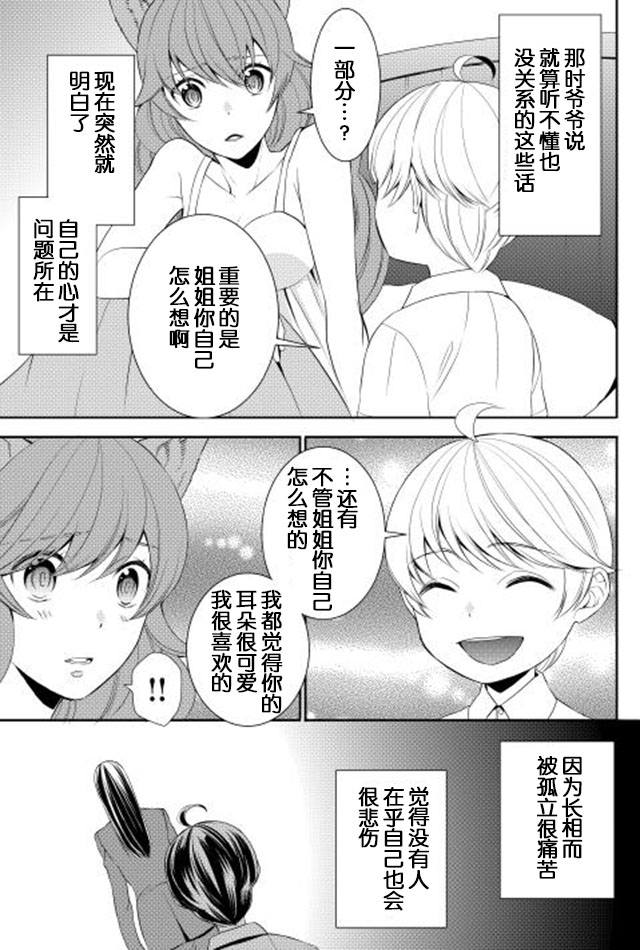 那时爷爷说
就算听不懂也
没关系的这些话
一部分…?
现在突然就
明白了
自己的心才是
问题所在
重要的是
姐姐你自己
怎么想啊
…还有
不管姐姐你自己
怎么想的
我都觉得你的
耳朵很可爱
我很喜欢的
!!
因为长相而
被孤立很痛苦
觉得没有人
在乎自己也会
很悲伤